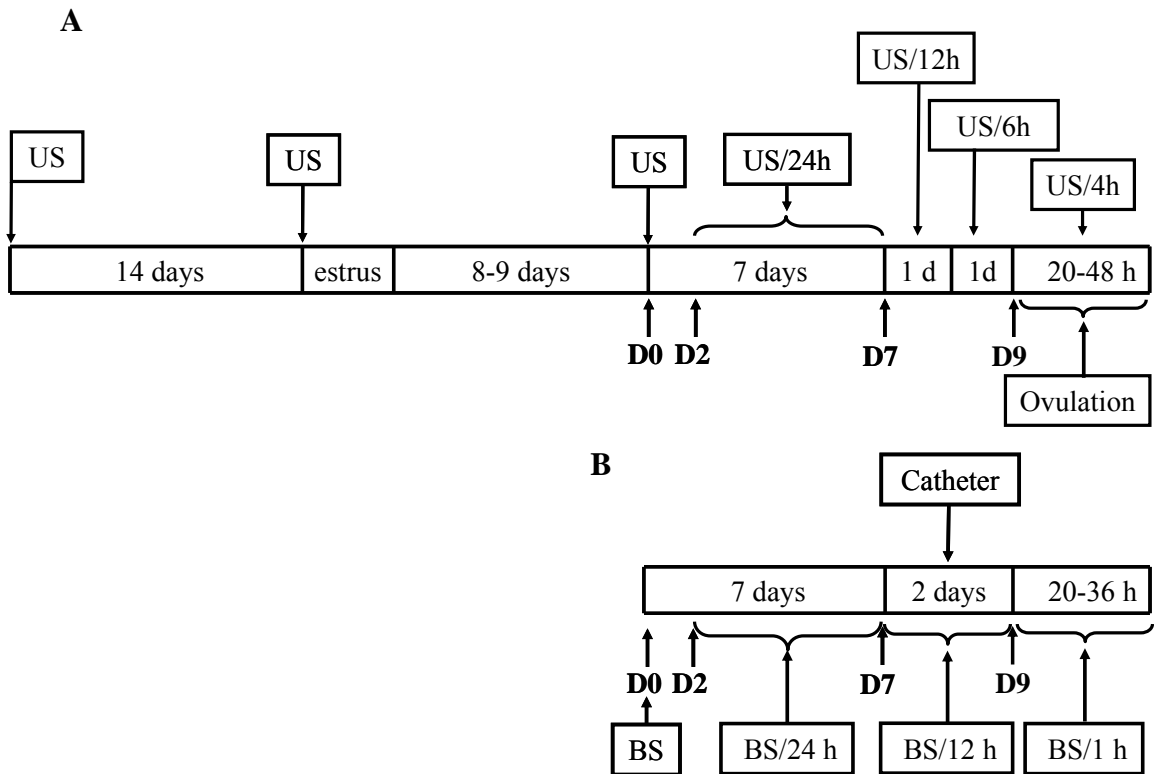 A
US/12h
US/6h
US
US
US
US/24h
US/4h
14 days
estrus
8-9 days
7 days
1 d
1d
20-48 h
D0
D2
D7
D9
Ovulation
B
Catheter
7 days
2 days
20-36 h
D0
D2
D7
D9
BS
BS/24 h
BS/12 h
BS/1 h